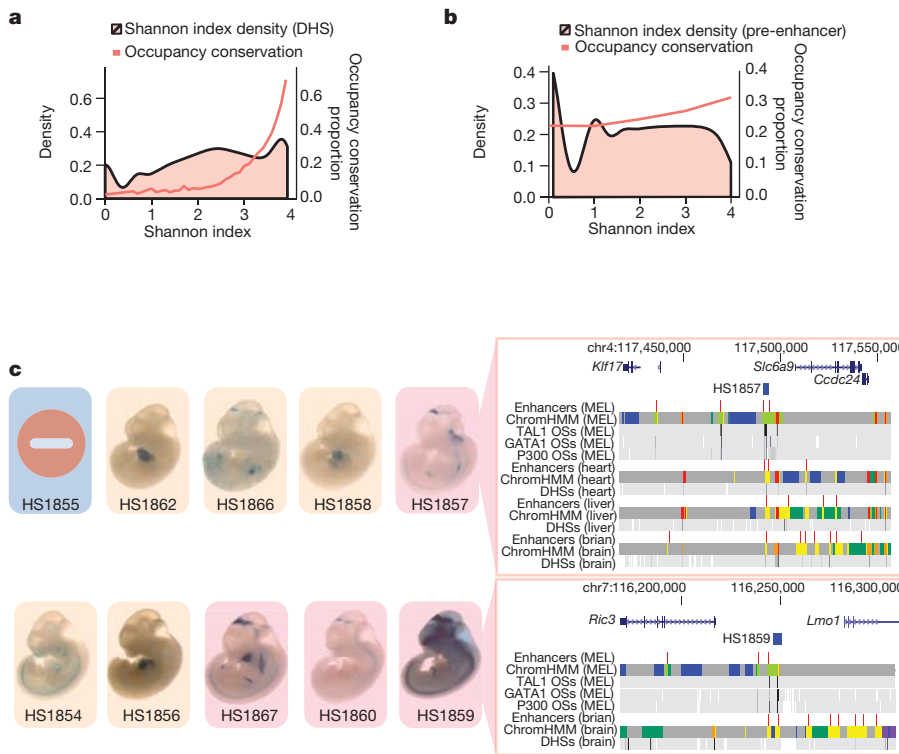 a
Shannon index density (DHS)
Occupancy conservation
Density
0.6
0.4
0.2
0.0
0 1 2 3 4
Shannon index
0.6
0.4
0.2
0.0
Occupancy conservation
proportion
b
Shannon index density (pre-enhancer)
Occupancy conservation
Density
0.4
0.3
0.2
0.1
0.0
0 1 2 3 4
Shannon index
0.4
0.3
0.2
0.1
0.0
Occupancy conservation
proportion
c
HS1855
HS1862
HS1866
HS1858
HS1857
HS1854
HS1856
HS1867
HS1860
HS1859
chr4:117,450,000 117,500,000 117,550,000
Klf17 Slc6a9
Ccdc24
HS1857
Enhancers (MEL)
ChromHMM (MEL)
TAL1 OSs (MEL)
GATA1 OSs (MEL)
P300 OSs (MEL)
Enhancers (heart)
ChromHMM (heart)
DHSs (heart)
Enhancers (liver)
ChromHMM (liver)
DHSs (liver)
Enhancers (brian)
ChromHMM (brain)
DHSs (brain)
chr7:116,200,000 116,250,000 116,300,000
Ric3 Lmo1
HS1859
Enhancers (MEL)
ChromHMM (MEL)
TAL1 OSs (MEL)
GATA1 OSs (MEL)
P300 OSs (MEL)
Enhancers (brian)
ChromHMM (brain)
DHSs (brain)